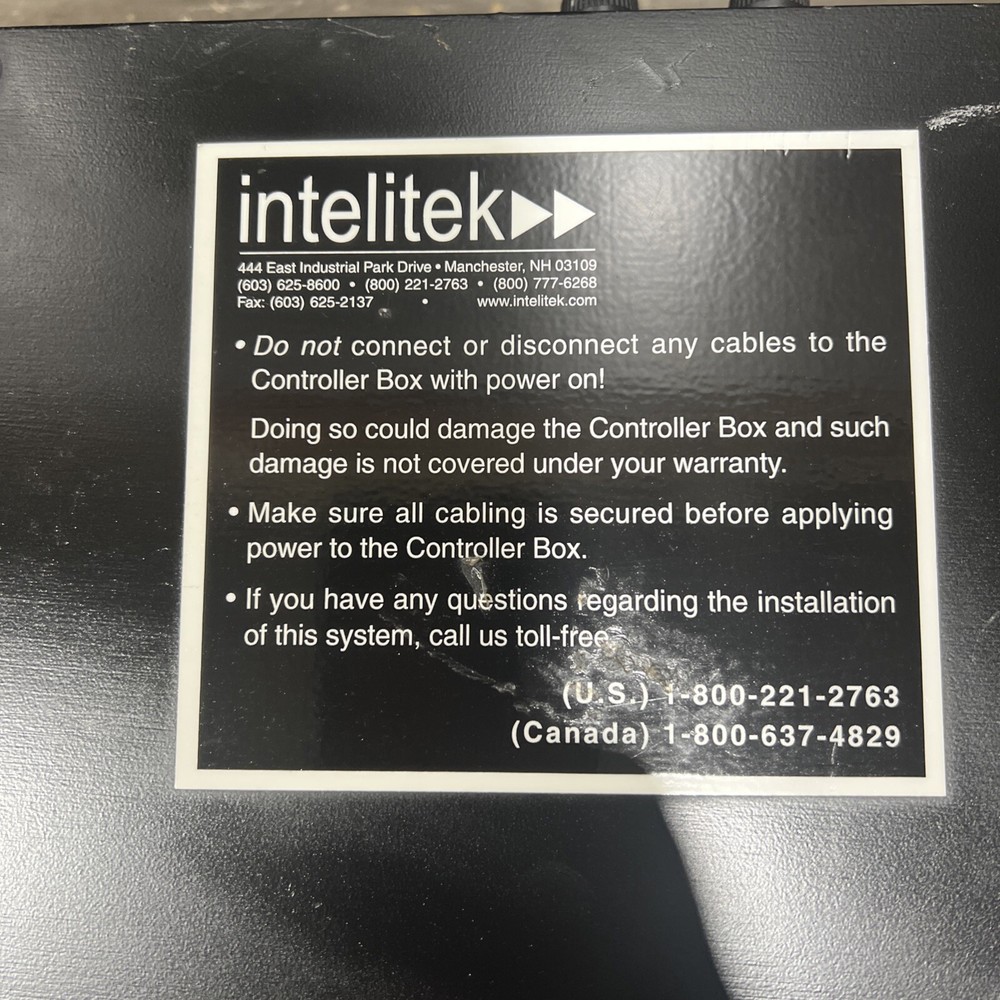 intelitek
444 East Industrial Park Drive • Manchester, NH 03109
(603) 625-8600 • (800) 221-2763 • (800) 777-6268
Fax: (603) 625-2137 • www.intelitek.com
• Do not connect or disconnect any cables to the
Controller Box with power on!
Doing so could damage the Controller Box and such
damage is not covered under your warranty.
• Make sure all cabling is secured before applying
power to the Controller Box.
• If you have any questions regarding the installation
of this system, call us toll-free
(U.S.) 1-800-221-2763
(Canada) 1-800-637-4829